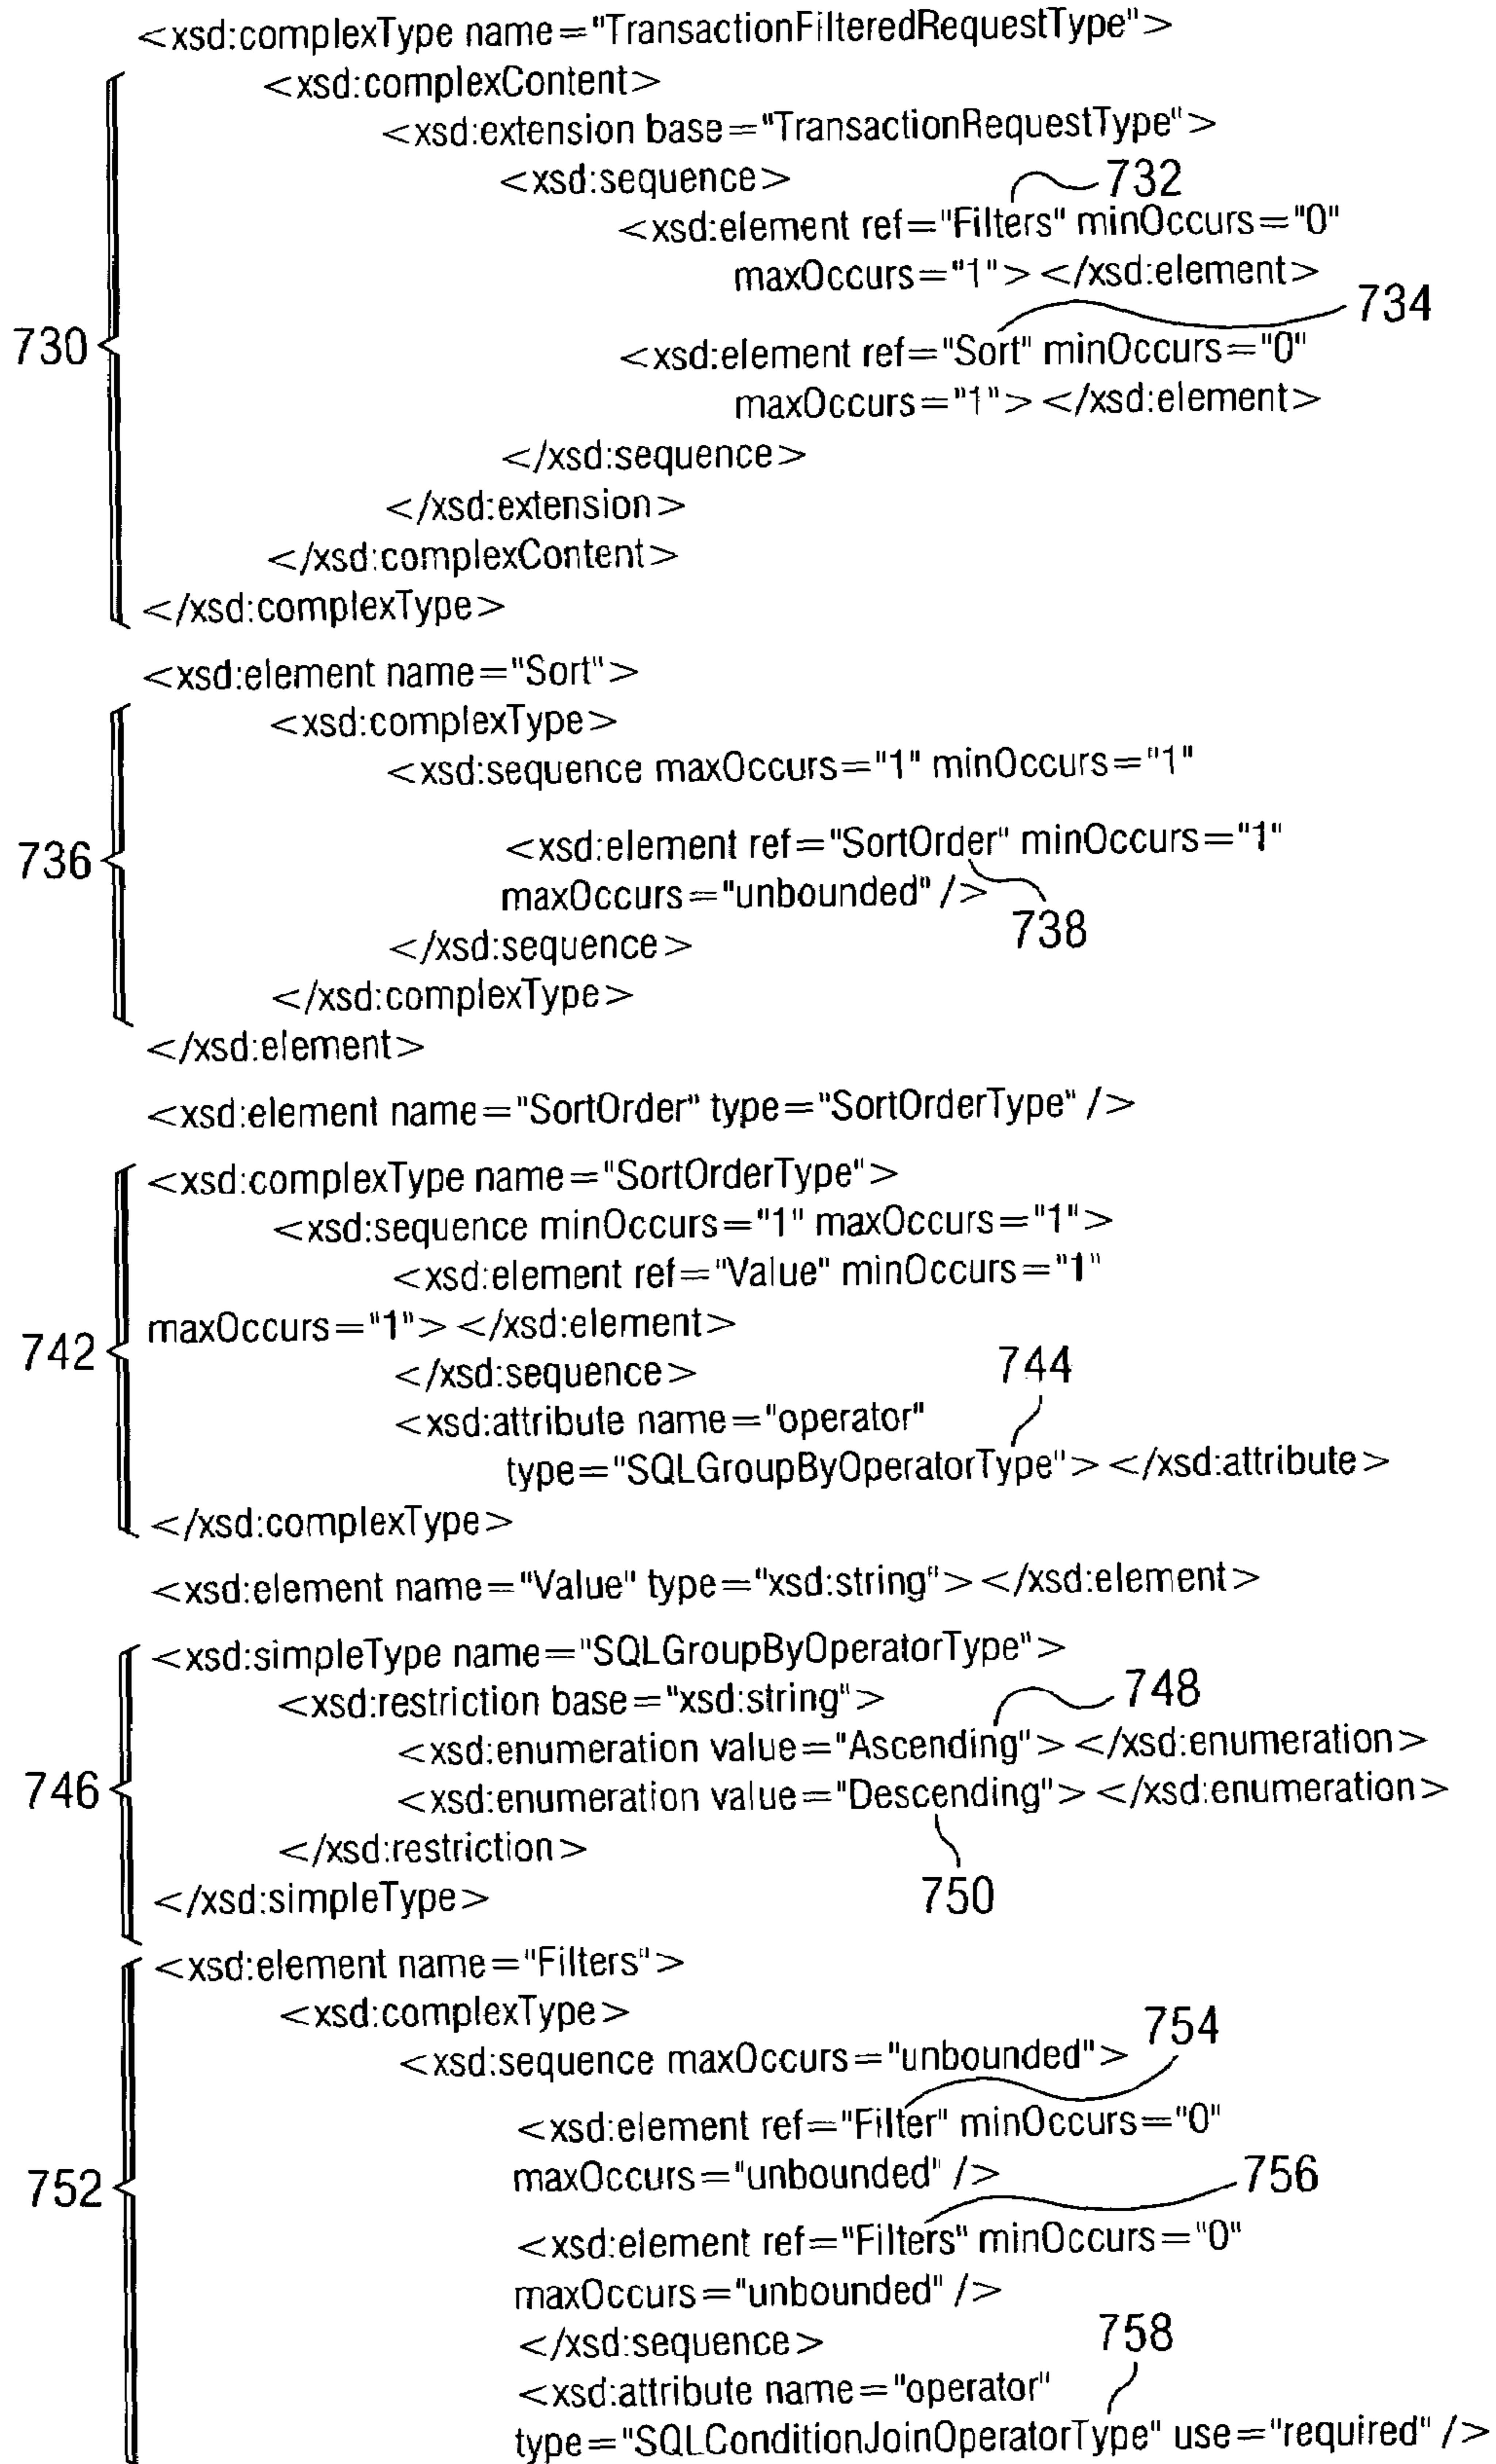 <xsd:complexType name="TransactionFilteredRequestType">
<xsd:complexContent>
<xsd:extension base="TransactionRequestType">
<xsd:sequence>
732
<xsd:element ref="Filters" minOccurs="0"
maxOccurs="1"></xsd:element>
734
730
<xsd:element ref="Sort" minOccurs="0"
maxOccurs="1"></xsd:element>
</xsd:sequence>
</xsd:extension>
</xsd:complexContent>
</xsd:complexType>
<xsd:element name="Sort">
<xsd:complexType>
<xsd:sequence maxOccurs="1" minOccurs="1"
736
<xsd:element ref="SortOrder" minOccurs="1"
maxOccurs="unbounded" />
738
</xsd:sequence>
</xsd:complexType>
</xsd:element>
<xsd:element name="SortOrder" type="SortOrderType" />
<xsd:complexType name="SortOrderType">
<xsd:sequence minOccurs="1" maxOccurs="1">
<xsd:element ref="Value" minOccurs="1"
maxOccurs="1"></xsd:element>
742
</xsd:sequence>
744
<xsd:attribute name="operator"
type="SQLGroupByOperatorType"></xsd:attribute>
</xsd:complexType>
<xsd:element name="Value" type="xsd:string"></xsd:element>
<xsd:simpleType name="SQLGroupByOperatorType">
<xsd:restriction base="xsd:string">
748
<xsd:enumeration value="Ascending"></xsd:enumeration>
746
<xsd:enumeration value="Descending"></xsd:enumeration>
</xsd:restriction>
750
</xsd:simpleType>
<xsd:element name="Filters">
<xsd:complexType>
754
<xsd:sequence maxOccurs="unbounded">
<xsd:element ref="Filter" minOccurs="0"
maxOccurs="unbounded" />
752
756
<xsd:element ref="Filters" minOccurs="0"
maxOccurs="unbounded" />
</xsd:sequence>
758
<xsd:attribute name="operator"
type="SQLConditionJoinOperatorType" use="required" />